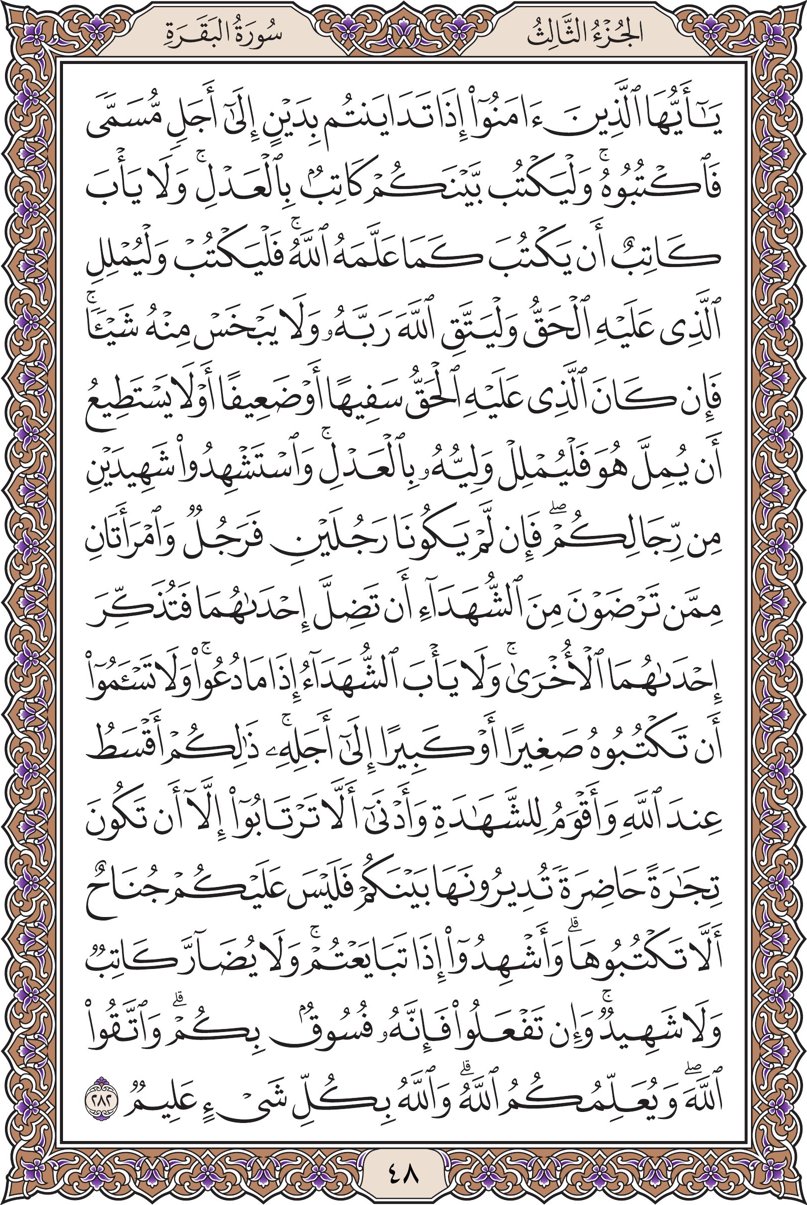 الجُزْءُ الثَّالِثُ
سُورَةُ البَقَرَةِ
يَـٰٓأَيُّهَا ٱلَّذِينَ ءَامَنُوٓا۟ إِذَا تَدَايَنتُم بِدَيْنٍ إِلَىٰٓ أَجَلٍ مُّسَمًّى
فَٱكْتُبُوهُ ۚ وَلْيَكْتُب بَّيْنَكُمْ كَاتِبٌۢ بِٱلْعَدْلِ ۚ وَلَا يَأْبَ
كَاتِبٌ أَن يَكْتُبَ كَمَا عَلَّمَهُ ٱللَّهُ ۚ فَلْيَكْتُبْ وَلْيُمْلِلِ
ٱلَّذِى عَلَيْهِ ٱلْحَقُّ وَلْيَتَّقِ ٱللَّهَ رَبَّهُۥ وَلَا يَبْخَسْ مِنْهُ شَيْـًٔا ۚ
فَإِن كَانَ ٱلَّذِى عَلَيْهِ ٱلْحَقُّ سَفِيهًا أَوْ ضَعِيفًا أَوْ لَا يَسْتَطِيعُ
أَن يُمِلَّ هُوَ فَلْيُمْلِلْ وَلِيُّهُۥ بِٱلْعَدْلِ ۚ وَٱسْتَشْهِدُوا۟ شَهِيدَيْنِ
مِن رِّجَالِكُمْ ۖ فَإِن لَّمْ يَكُونَا رَجُلَيْنِ فَرَجُلٌ وَٱمْرَأَتَانِ
مِمَّن تَرْضَوْنَ مِنَ ٱلشُّهَدَآءِ أَن تَضِلَّ إِحْدَىٰهُمَا فَتُذَكِّرَ
إِحْدَىٰهُمَا ٱلْأُخْرَىٰ ۚ وَلَا يَأْبَ ٱلشُّهَدَآءُ إِذَا مَا دُعُوا۟ ۚ وَلَا تَسْـَٔمُوٓا۟
أَن تَكْتُبُوهُ صَغِيرًا أَوْ كَبِيرًا إِلَىٰٓ أَجَلِهِۦ ۚ ذَٰلِكُمْ أَقْسَطُ
عِندَ ٱللَّهِ وَأَقْوَمُ لِلشَّهَـٰدَةِ وَأَدْنَىٰٓ أَلَّا تَرْتَابُوٓا۟ ۖ إِلَّآ أَن تَكُونَ
تِجَـٰرَةً حَاضِرَةً تُدِيرُونَهَا بَيْنَكُمْ فَلَيْسَ عَلَيْكُمْ جُنَاحٌ
أَلَّا تَكْتُبُوهَا ۗ وَأَشْهِدُوٓا۟ إِذَا تَبَايَعْتُمْ ۚ وَلَا يُضَآرَّ كَاتِبٌ
وَلَا شَهِيدٌ ۚ وَإِن تَفْعَلُوا۟ فَإِنَّهُۥ فُسُوقٌۢ بِكُمْ ۗ وَٱتَّقُوا۟
ٱللَّهَ ۖ وَيُعَلِّمُكُمُ ٱللَّهُ ۗ وَٱللَّهُ بِكُلِّ شَىْءٍ عَلِيمٌ ٢٨٢
٤٨